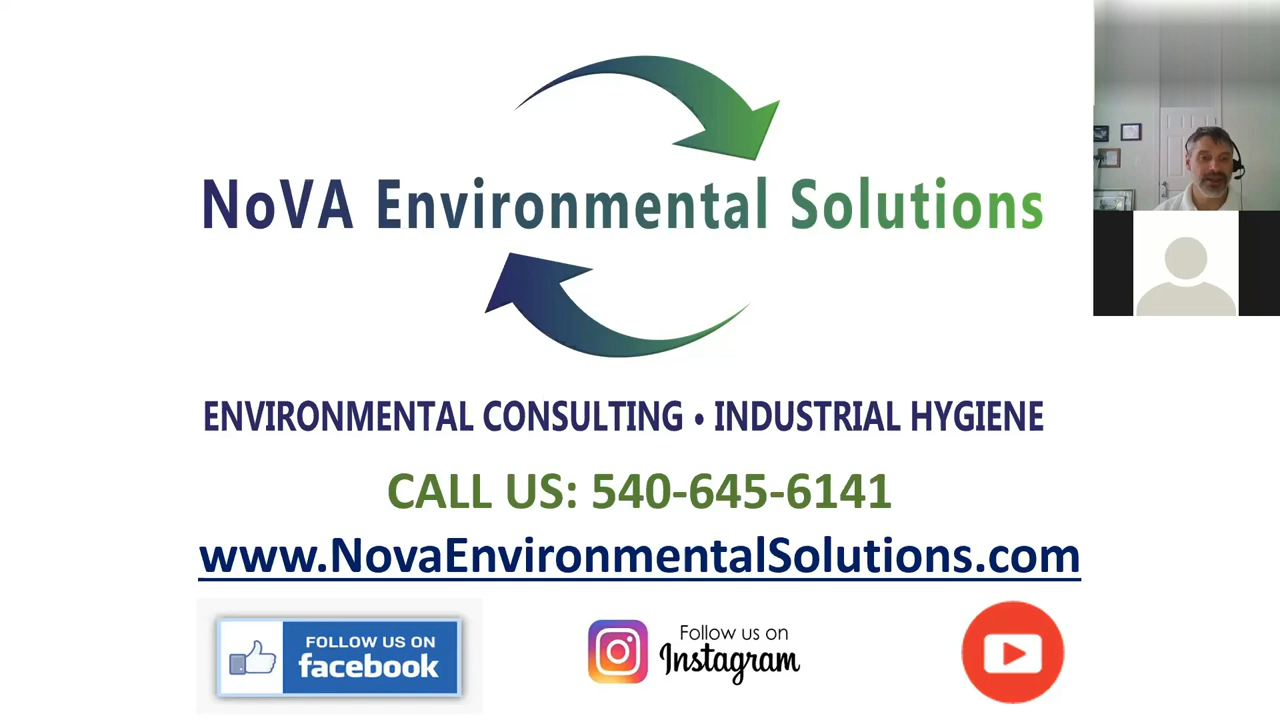 NoVA Environmental Solutions
ENVIRONMENTAL CONSULTING • INDUSTRIAL HYGIENE
CALL US: 540-645-6141
www.NovaEnvironmentalSolutions.com
FOLLOW US ON
facebook
Follow us on
Instagram